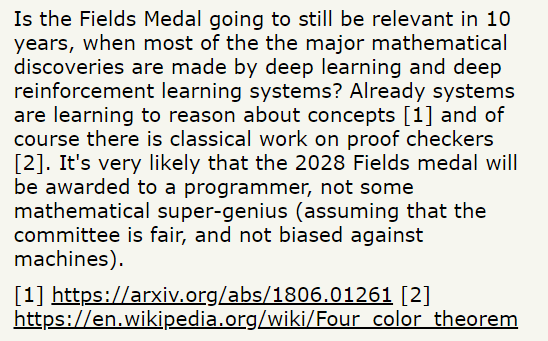 Is the Fields Medal going to still be relevant in 10
years, when most of the the major mathematical
discoveries are made by deep learning and deep
reinforcement learning systems? Already systems
are learning to reason about concepts [1] and of
course there is classical work on proof checkers
[2]. It's very likely that the 2028 Fields medal will
be awarded to a programmer, not some
mathematical super-genius (assuming that the
committee is fair, and not biased against
machines).
[1] https://arxiv.org/abs/1806.01261 [2]
https://en.wikipedia.org/wiki/Four_color_theorem